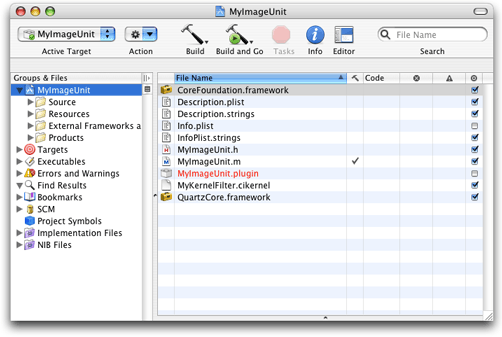 MyImageUnit
MyImageUnit
Active Target
Action
Build
Build and Go
Tasks
Info
Editor
File Name
Search
Groups & Files
MyImageUnit
Source
Resources
External Frameworks a
Products
Targets
Executables
Errors and Warnings
Find Results
Bookmarks
SCM
Project Symbols
Implementation Files
NIB Files
File Name
Code
CoreFoundation.framework
Description.plist
Description.strings
Info.plist
InfoPlist.strings
MyImageUnit.h
MyImageUnit.m
MyImageUnit.plugin
MyKernelFilter.cikernel
QuartzCore.framework